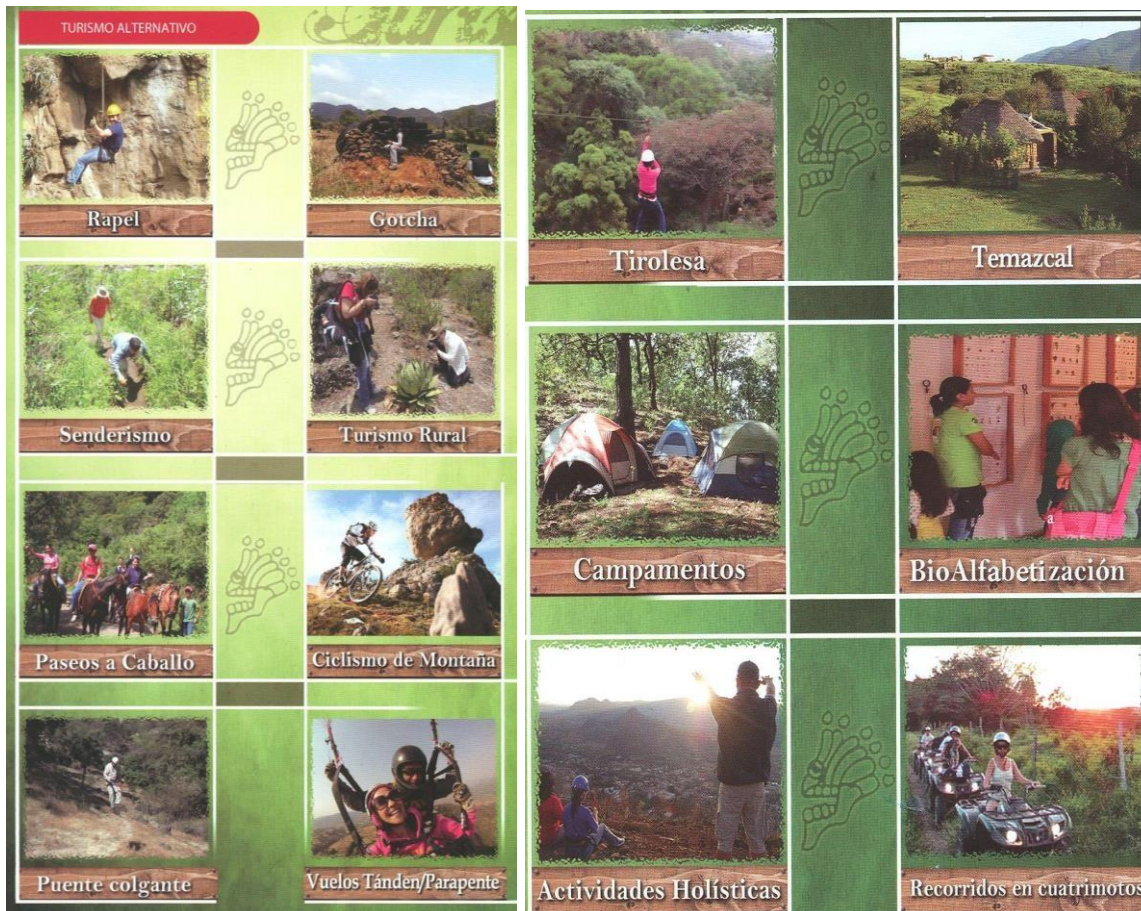 TURISMO ALTERNATIVO
Rapel
Gotcha
Senderismo
Turismo Rural
Paseos a Caballo
Ciclismo de Montaña
Puente colgante
Vuelos Tánden/Parapente
Tirolesa
Temazcal
Campamentos
BioAlfabetización
Actividades Holísticas
Recorridos en cuatrimotos